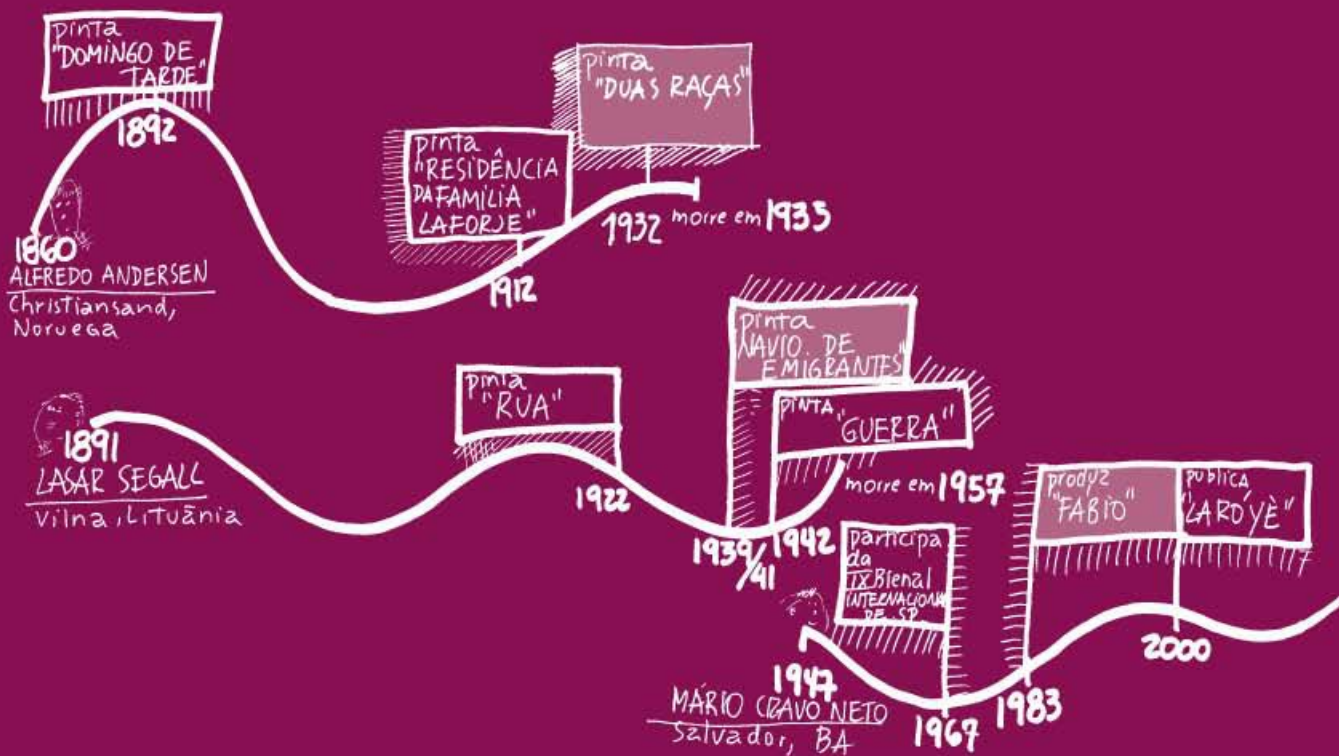 pinta
"DOMINGO DE
TARDE"
1892
1860
ALFREDO ANDERSEN
Christiansand,
Noruega
pinta
"RESIDÊNCIA
DA FAMÍLIA
LAFORJE"
1912
pinta
"DUAS RAÇAS"
1932
morre em 1935
1891
LASAR SEGALL
Vilna, Lituânia
pinta
"RUA"
1922
pinta
NAVIO. DE
EMIGRANTES"
1939/41
PINTA
"GUERRA"
1942
morre em 1957
1947
MÁRIO CRAVO NETO
Salvador, BA
participa
da
IX Bienal
INTERNACIONAL
DE SP
1967
produz
"FÁBIO"
1983
publica
"LARÓYÈ"
2000